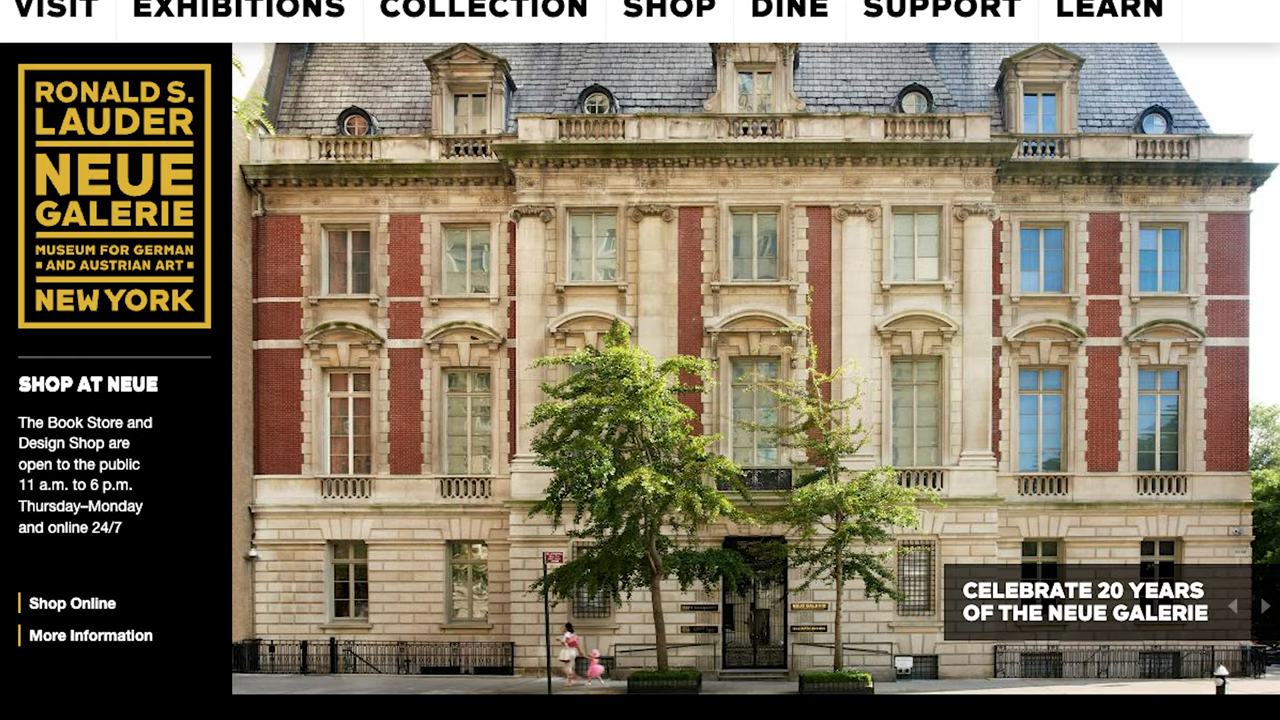 VISIT EXHIBITIONS COLLECTION SHOP DINE SUPPORT LEARN
RONALD S.
LAUDER
NEUE
GALERIE
MUSEUM FOR GERMAN
▪ AND AUSTRIAN ART ▪
NEW YORK
SHOP AT NEUE
The Book Store and
Design Shop are
open to the public
11 a.m. to 6 p.m.
Thursday–Monday
and online 24/7
Shop Online
More Information
CELEBRATE 20 YEARS
OF THE NEUE GALERIE